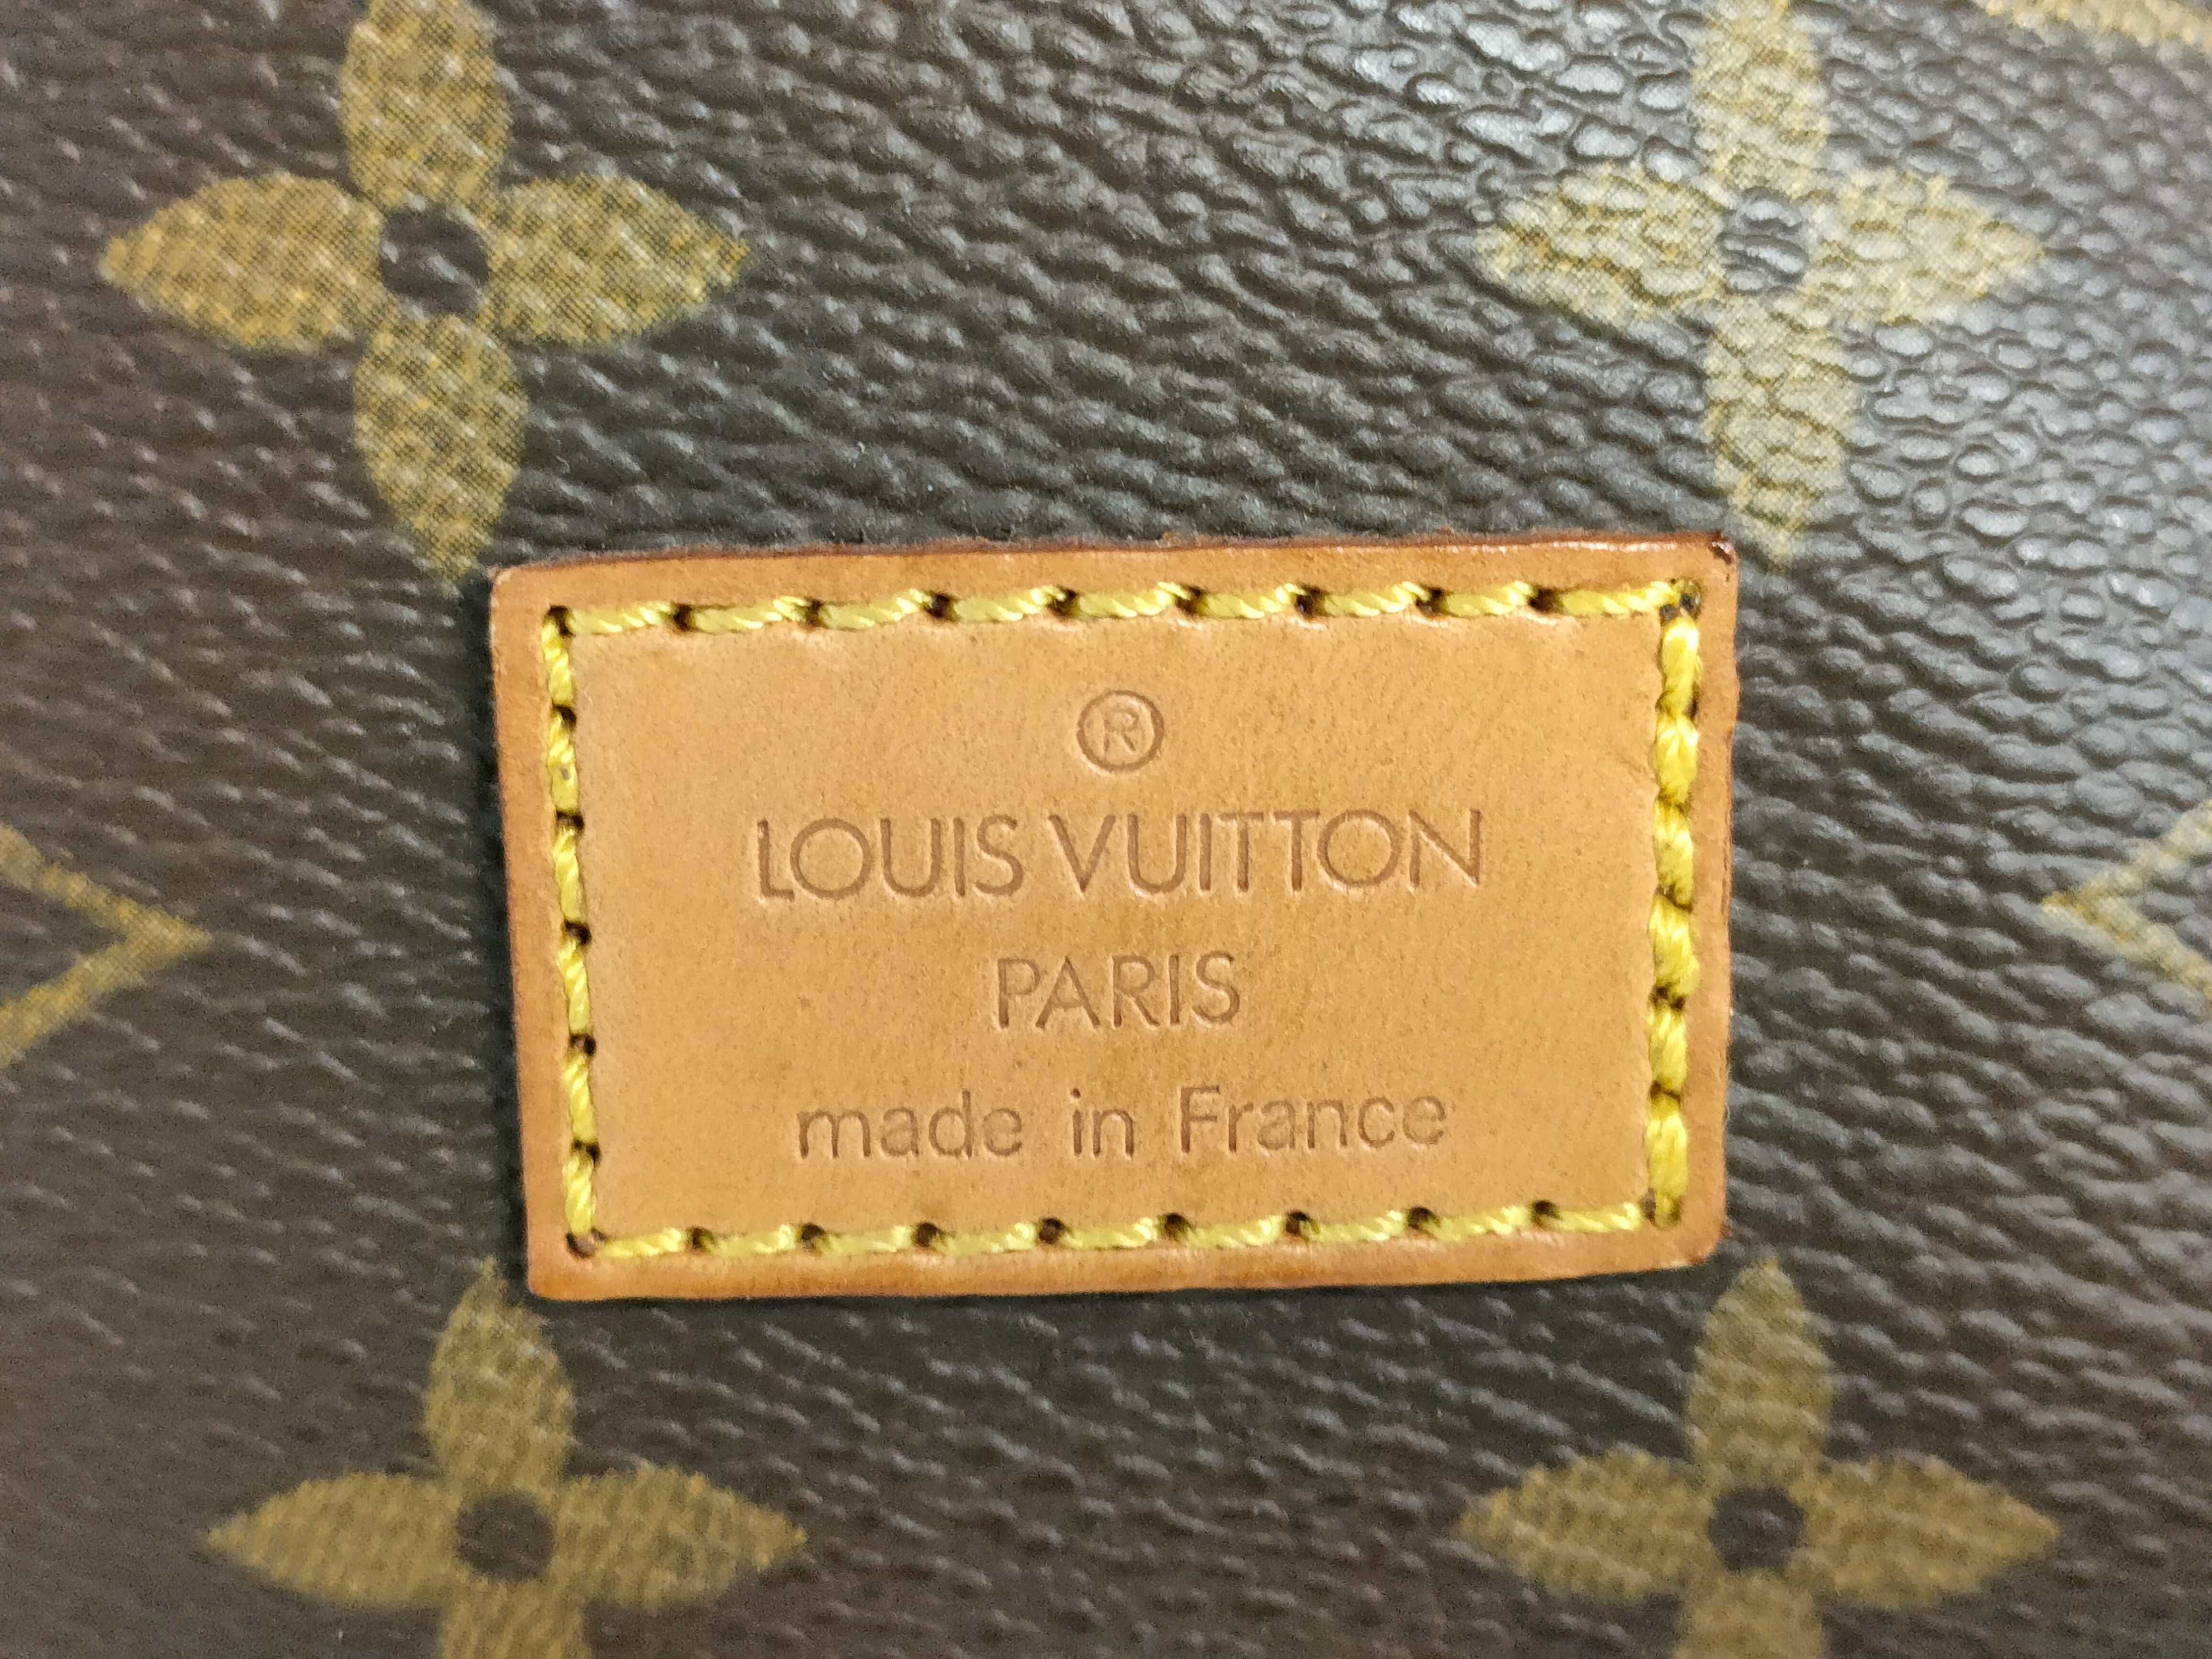 ®
LOUIS VUITTON
PARIS
made in France